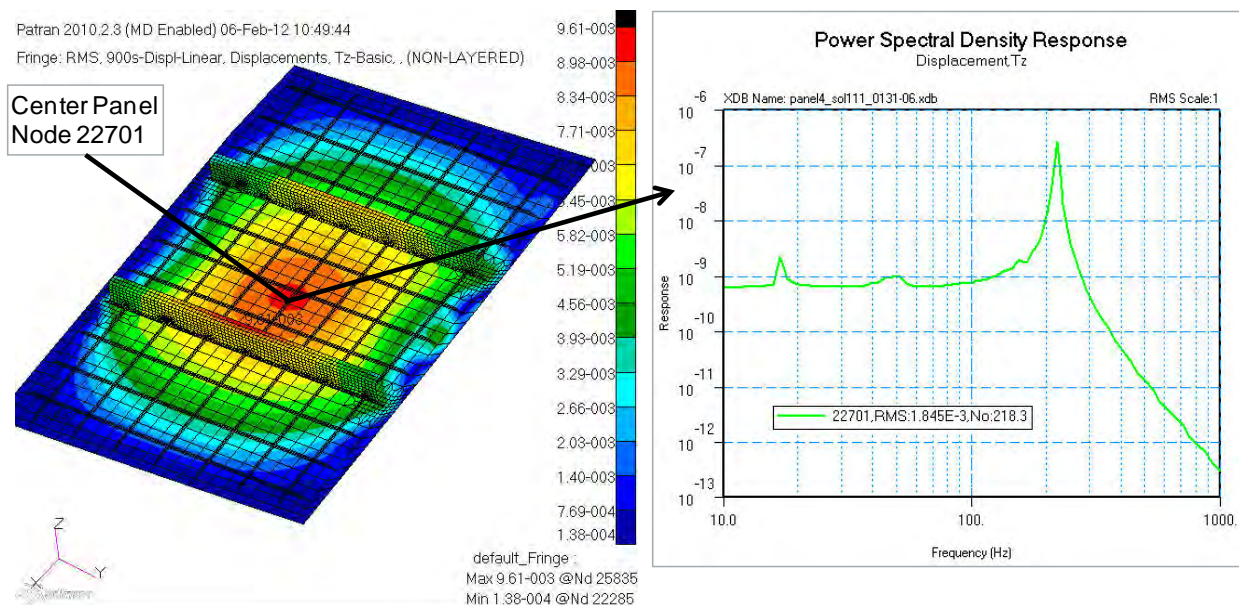 Patran 2010.2.3 (MD Enabled) 06-Feb-12 10:49:44
Fringe: RMS, 900s-Displ-Linear, Displacements, Tz-Basic, , (NON-LAYERED)
Center Panel
Node 22701
9.61-003
8.98-003
8.34-003
7.71-003
-003
.45-003
5.82-003
5.19-003
4.56-003
3.93-003
3.29-003
2.66-003
2.03-003
1.40-003
7.69-004
1.38-004
9.61-003
Z
Y
X
default_Fringe :
Max 9.61-003 @Nd 25835
Min 1.38-004 @Nd 22285
Power Spectral Density Response
Displacement,Tz
XDB Name: panel4_sol111_0131-06.xdb RMS Scale:1
Response
10 -6
10 -7
10 -8
10 -9
10 -10
10 -11
10 -12
10 -13
22701,RMS:1.845E-3,No:218.3
10.0 100. 1000.
Frequency (Hz)